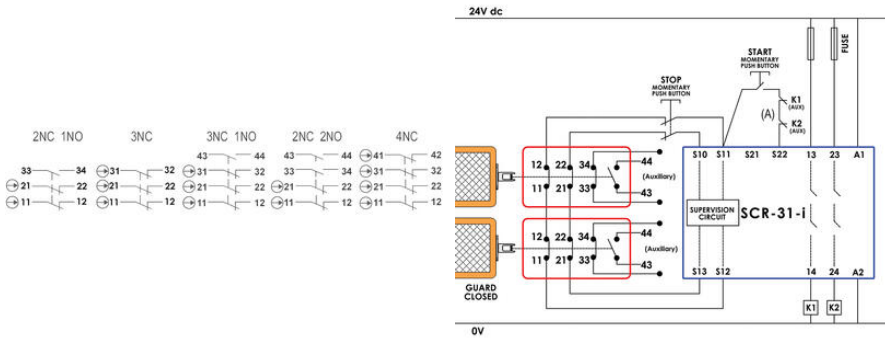 2NC 1NO
33 34
21 22
11 12
3NC
31 32
21 22
11 12
3NC 1NO
43 44
31 32
21 22
11 12
2NC 2NO
43 44
33 34
21 22
11 12
4NC
41 42
31 32
21 22
11 12
24V dc
START
MOMENTARY
PUSH BUTTON
FUSE
STOP
MOMENTARY
PUSH BUTTON
K1
(AUX)
(A)
K2
(AUX)
S10 S11 S21 S22 13 23 A1
12 22 34 44
(Auxiliary)
11 21 33 43
SUPERVISION
CIRCUIT
SCR-31-i
12 22 34 44
(Auxiliary)
11 21 33 43
S13 S12 14 24 A2
GUARD
CLOSED
K1 K2
0V